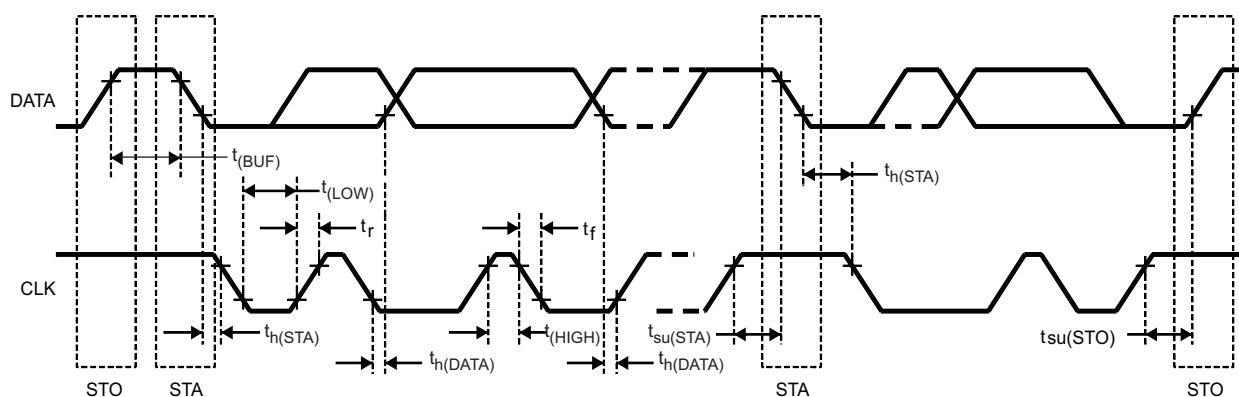 DATA
t(BUF)
th(STA)
t(LOW)
tr
tf
CLK
th(STA)
t(HIGH)
tsu(STA)
tsu(STO)
th(DATA)
th(DATA)
STO
STA
STA
STO